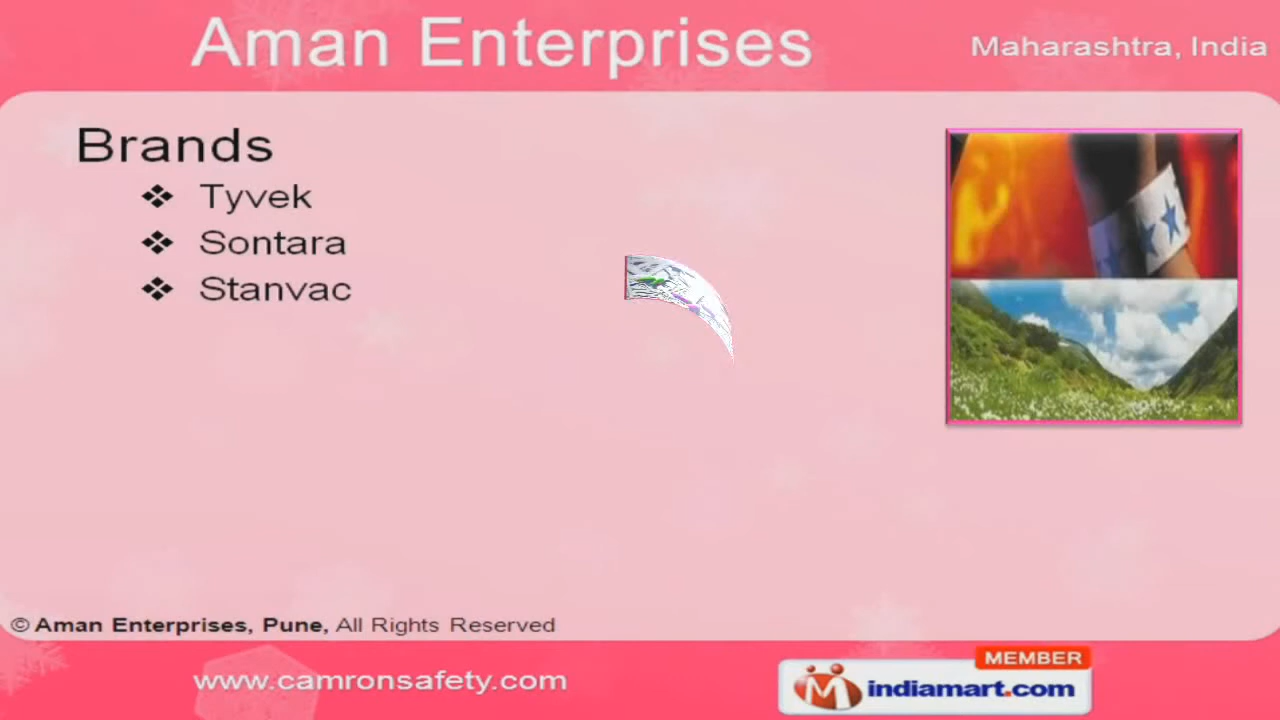 Aman Enterprises
Maharashtra, India
Brands
Tyvek
Sontara
Stanvac
© Aman Enterprises, Pune, All Rights Reserved
www.camronsafety.com
MEMBER
indiamart.com